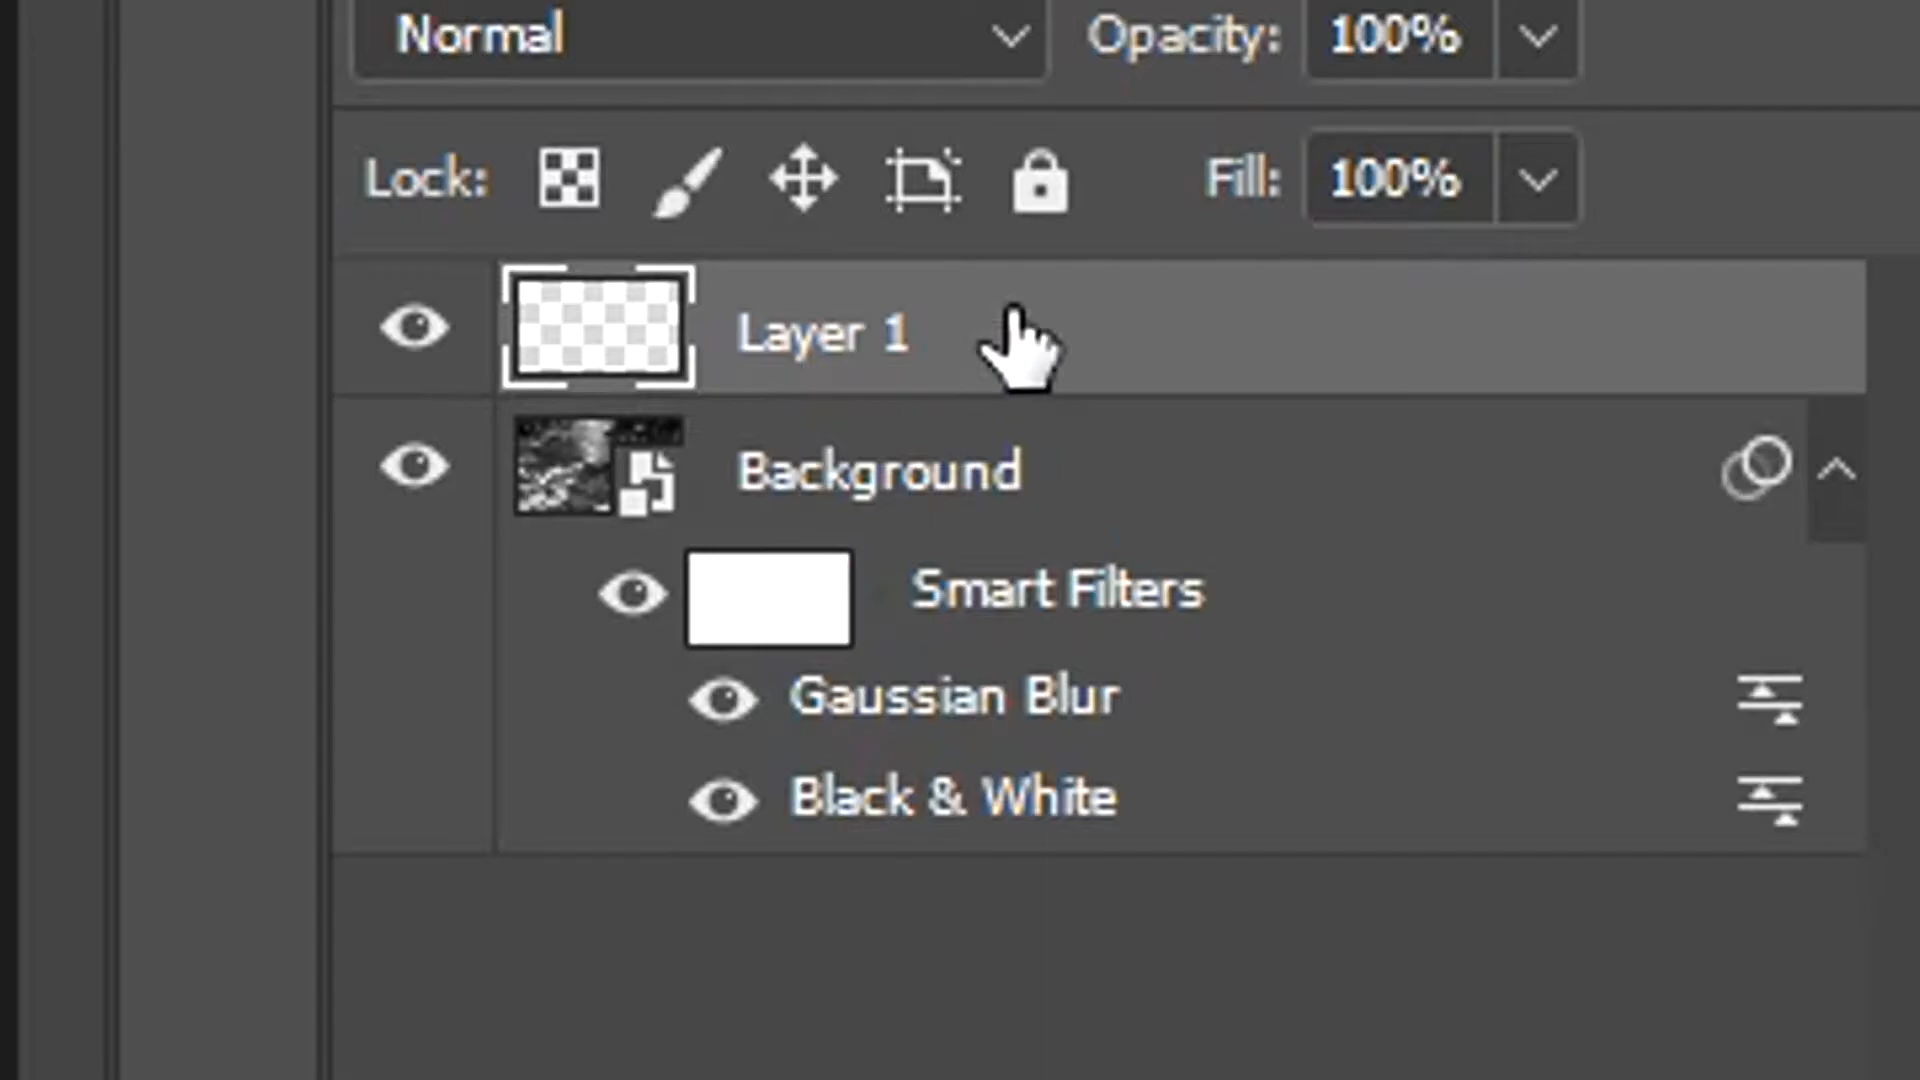 Normal Opacity: 100%
Lock: Fill: 100%
Layer 1
Background
Smart Filters
Gaussian Blur
Black & White